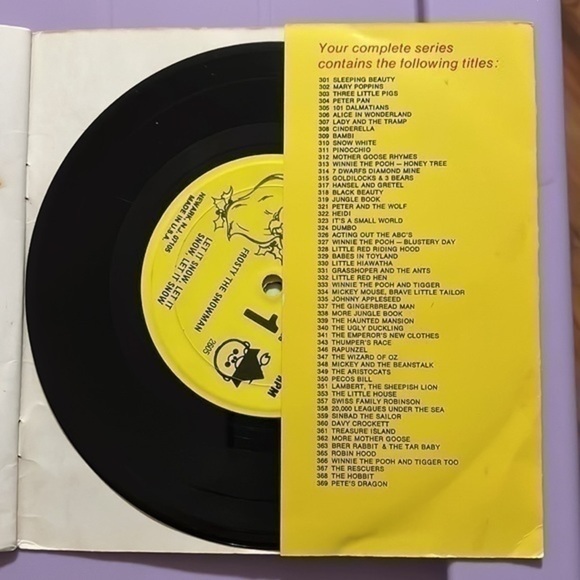 Your complete series
contains the following titles:
301 SLEEPING BEAUTY
302 MARY POPPINS
303 THREE LITTLE PIGS
304 PETER PAN
305 101 DALMATIANS
306 ALICE IN WONDERLAND
307 LADY AND THE TRAMP
308 CINDERELLA
309 BAMBI
310 SNOW WHITE
311 PINOCCHIO
312 MOTHER GOOSE RHYMES
313 WINNIE THE POOH — HONEY TREE
314 7 DWARFS DIAMOND MINE
315 GOLDILOCKS & 3 BEARS
317 HANSEL AND GRETEL
318 BLACK BEAUTY
319 JUNGLE BOOK
321 PETER AND THE WOLF
322 HEIDI
323 IT'S A SMALL WORLD
324 DUMBO
326 ACTING OUT THE ABC'S
327 WINNIE THE POOH — BLUSTERY DAY
328 LITTLE RED RIDING HOOD
329 BABES IN TOYLAND
330 LITTLE HIAWATHA
331 GRASSHOPPER AND THE ANTS
332 LITTLE RED HEN
333 WINNIE THE POOH AND TIGGER
334 MICKEY MOUSE, BRAVE LITTLE TAILOR
335 JOHNNY APPLESEED
337 THE GINGERBREAD MAN
338 MORE JUNGLE BOOK
339 THE HAUNTED MANSION
340 THE UGLY DUCKLING
341 THE EMPEROR'S NEW CLOTHES
343 THUMPER'S RACE
346 RAPUNZEL
347 THE WIZARD OF OZ
348 MICKEY AND THE BEANSTALK
349 THE ARISTOCATS
350 PECOS BILL
351 LAMBERT, THE SHEEPISH LION
353 THE LITTLE HOUSE
357 SWISS FAMILY ROBINSON
358 20,000 LEAGUES UNDER THE SEA
359 SINBAD THE SAILOR
360 DAVY CROCKETT
361 TREASURE ISLAND
362 MORE MOTHER GOOSE
363 BRER RABBIT & THE TAR BABY
365 ROBIN HOOD
366 WINNIE THE POOH AND TIGGER TOO
367 THE RESCUERS
368 THE HOBBIT
369 PETE'S DRAGON
NEWARK, N.J. 07105
MADE IN U.S.A.
LET IT SNOW, LET IT
SNOW, LET IT SNOW
FROSTY THE SNOWMAN
2605
1
RPM